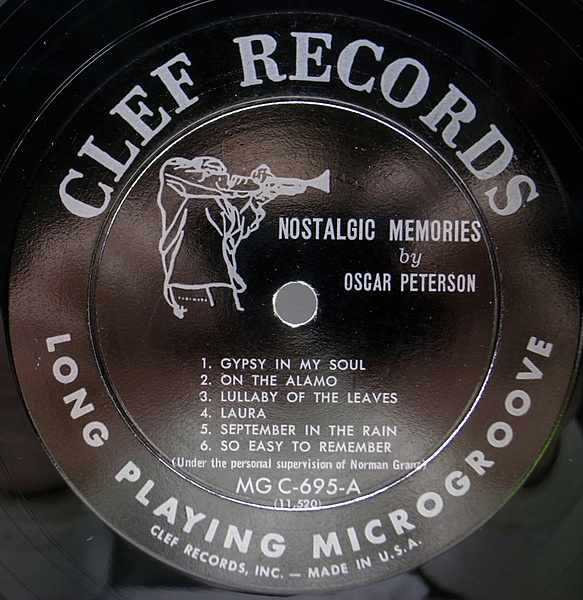 CLEF RECORDS
NOSTALGIC MEMORIES
by
OSCAR PETERSON
1. GYPSY IN MY SOUL
2. ON THE ALAMO
3. LULLABY OF THE LEAVES
4. LAURA
5. SEPTEMBER IN THE RAIN
6. SO EASY TO REMEMBER
(Under the personal supervision of Norman Granz)
MG C-695-A
(11,520)
LONG PLAYING MICROGROOVE
CLEF RECORDS, INC. — MADE IN U.S.A.